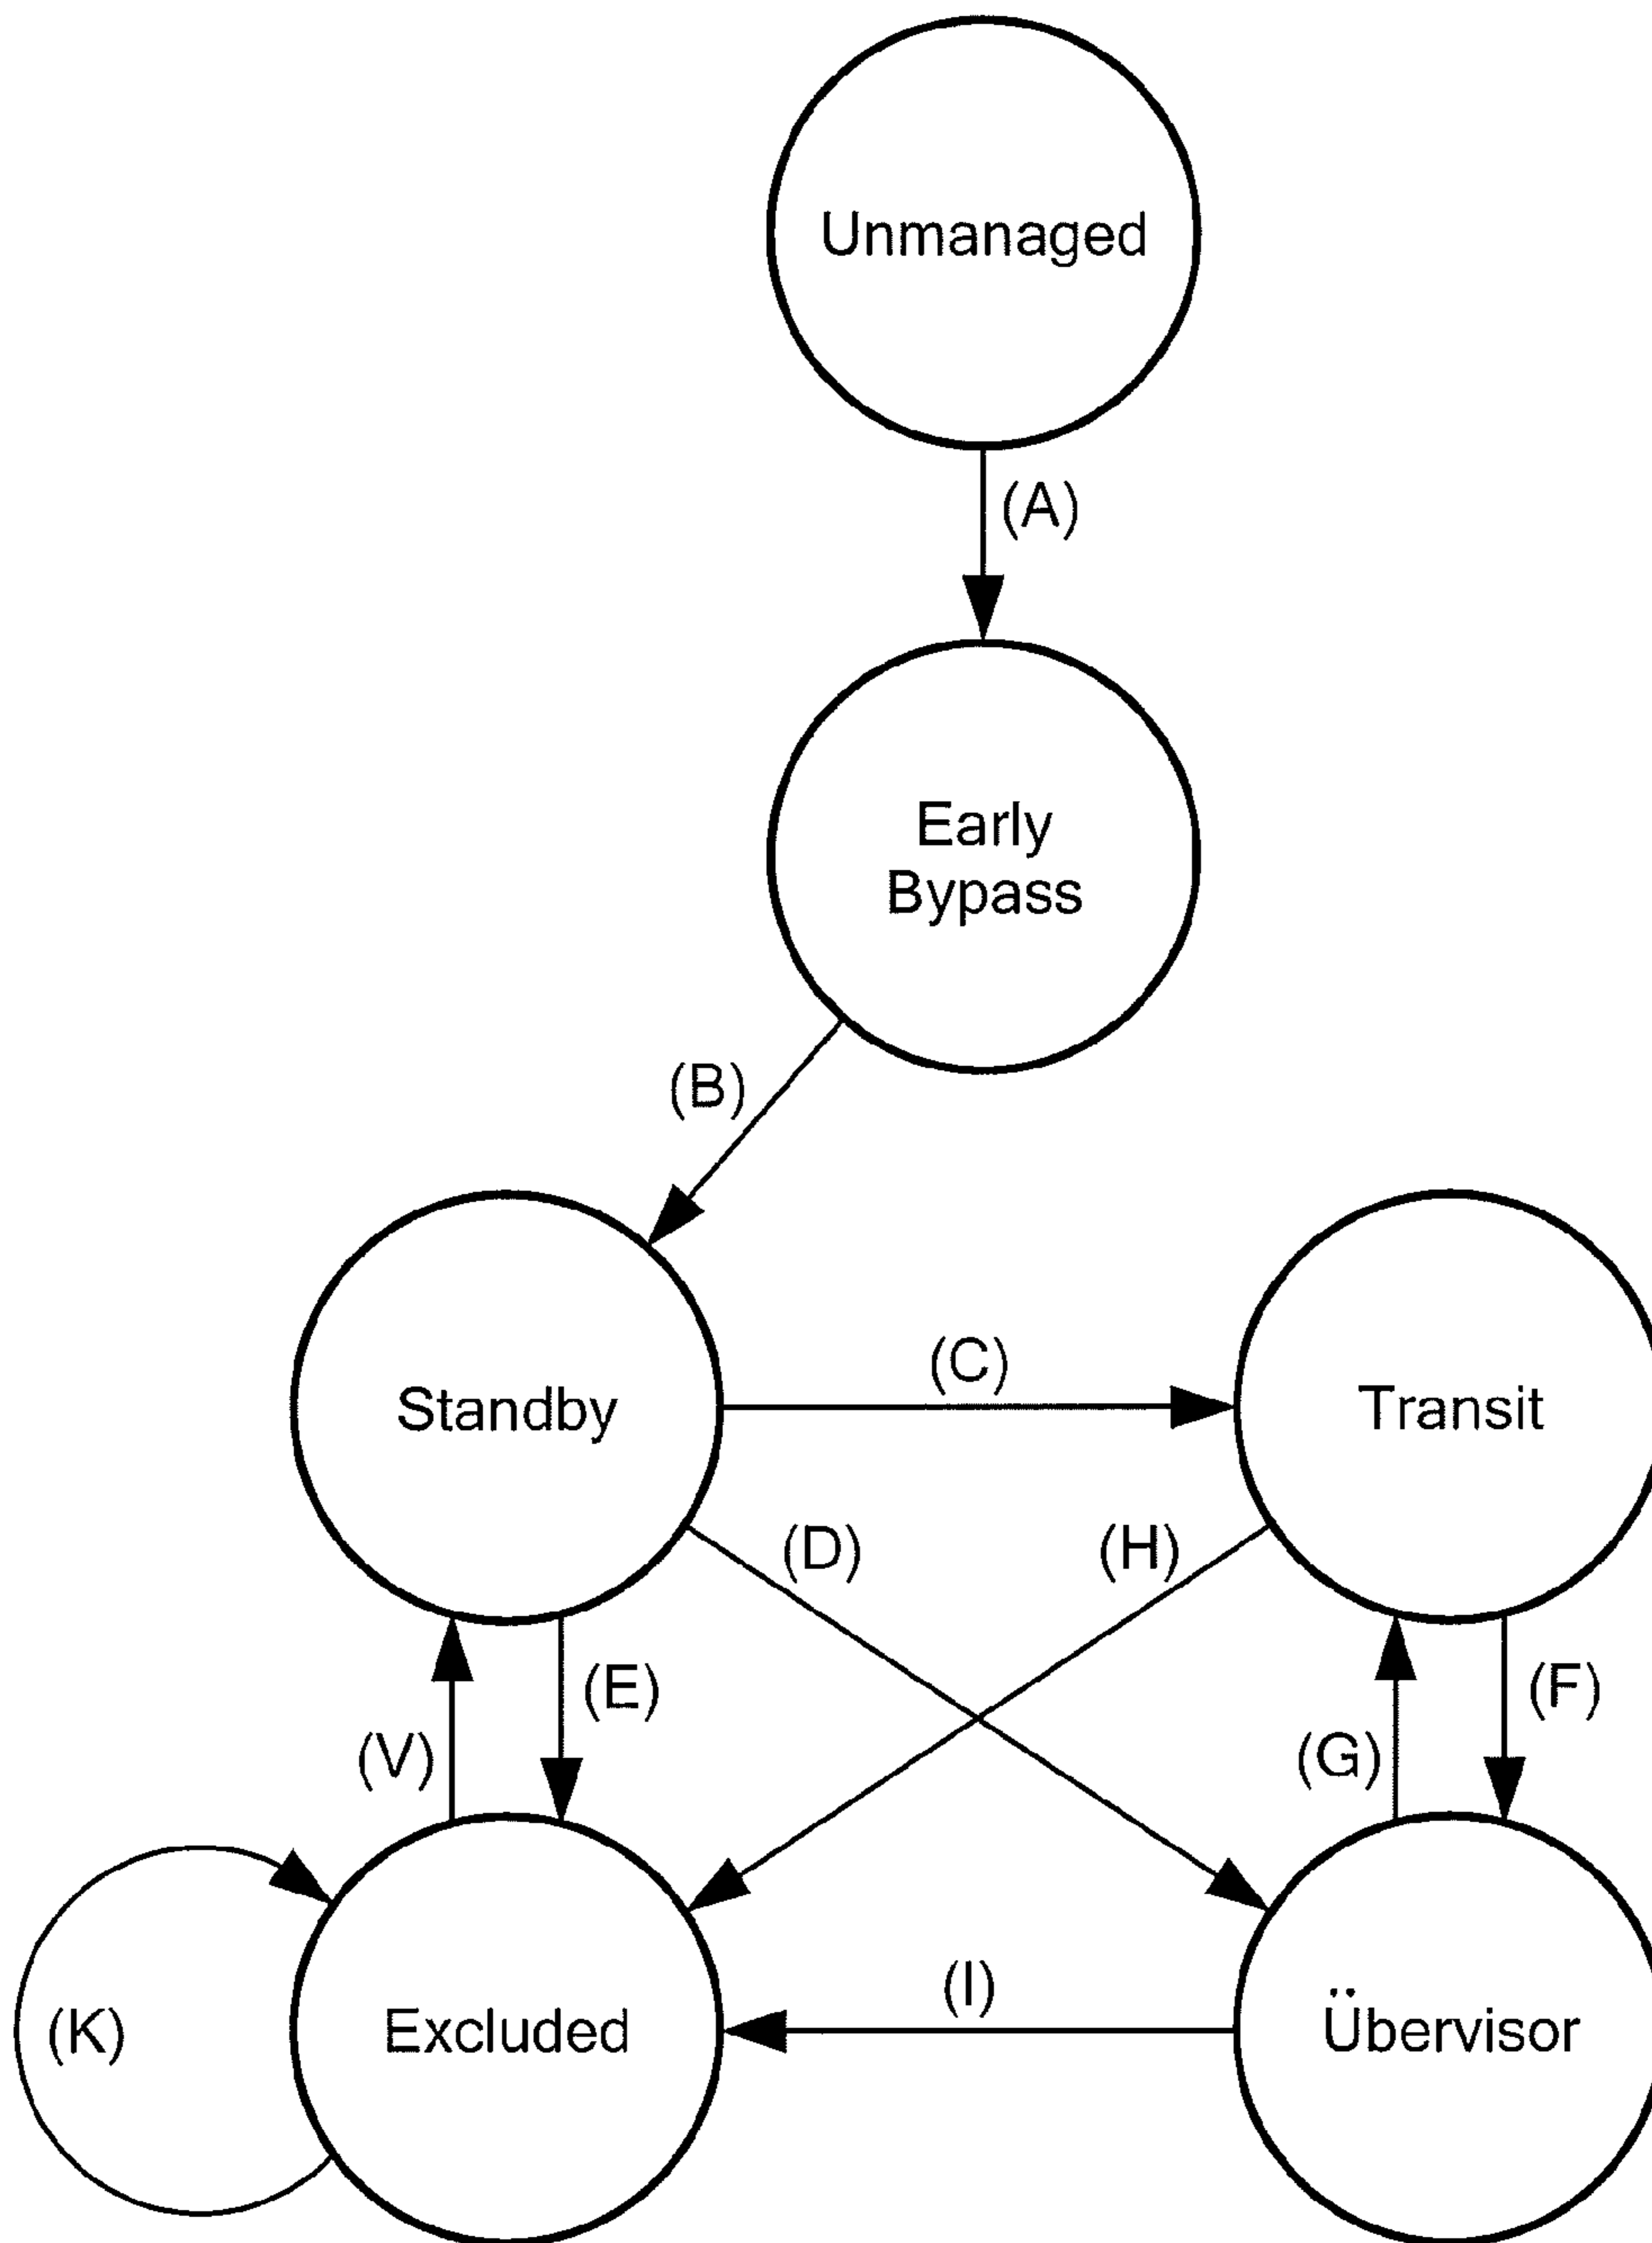 Unmanaged
(A)
Early
Bypass
(B)
Standby
(C)
Transit
(D)
(H)
(E)
(F)
(V)
(G)
(K)
Excluded
(I)
Übervisor